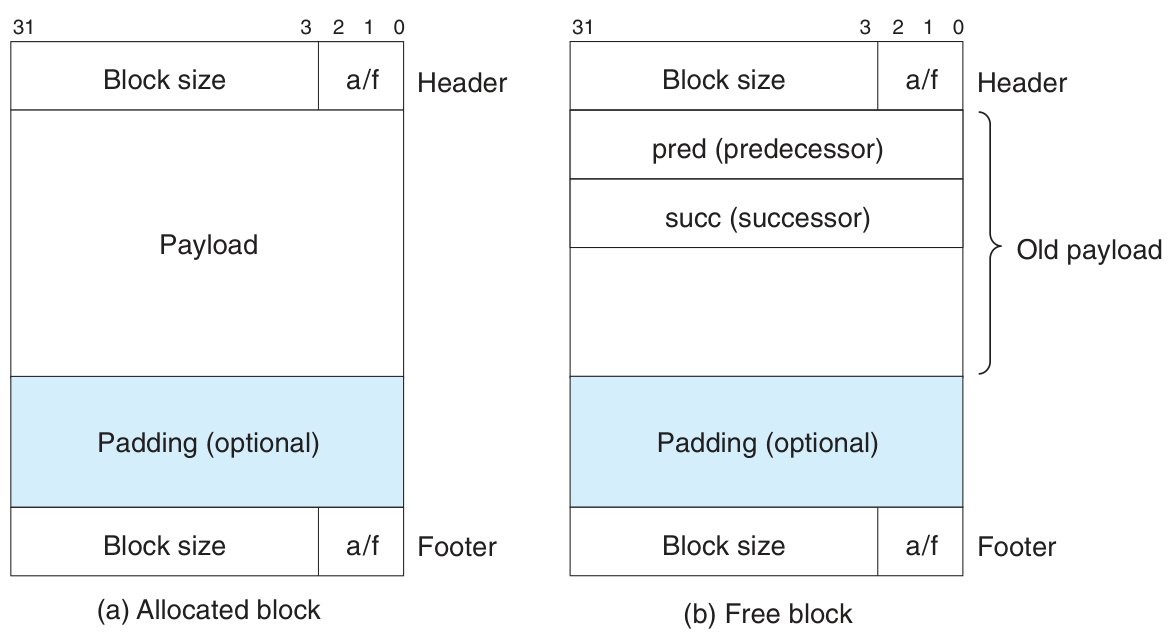 31 3 2 1 0
Block size a/f Header
Payload
Padding (optional)
Block size a/f Footer
(a) Allocated block
31 3 2 1 0
Block size a/f Header
pred (predecessor)
succ (successor)
Old payload
Padding (optional)
Block size a/f Footer
(b) Free block